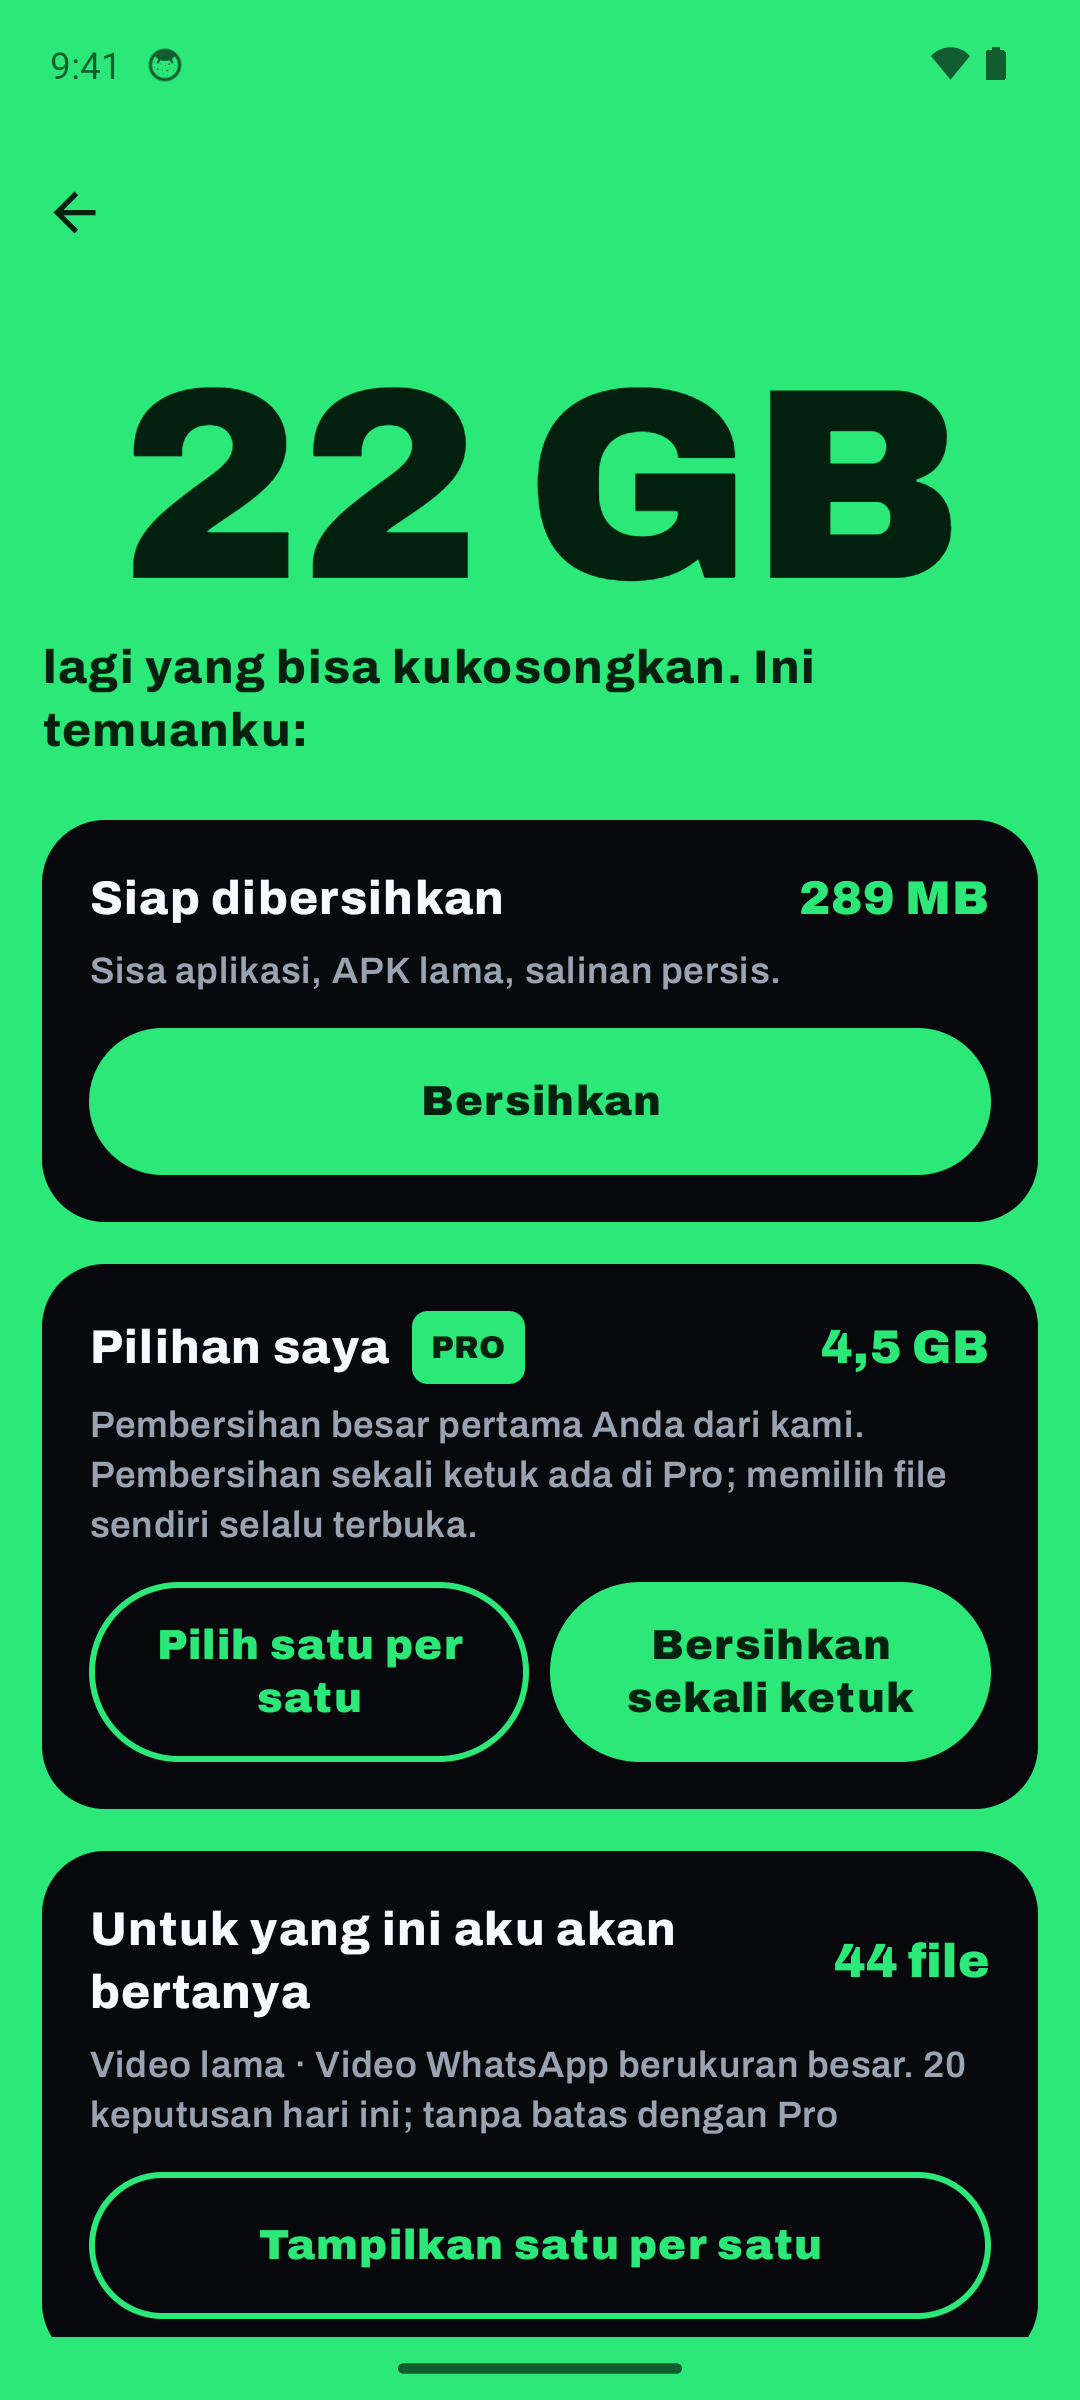 9:41
22 GB
lagi yang bisa kukosongkan. Ini
temuanku:
Siap dibersihkan
289 MB
Sisa aplikasi, APK lama, salinan persis.
Bersihkan
Pilihan saya
PRO
4,5 GB
Pembersihan besar pertama Anda dari kami.
Pembersihan sekali ketuk ada di Pro; memilih file
sendiri selalu terbuka.
Pilih satu per
satu
Bersihkan
sekali ketuk
Untuk yang ini aku akan
bertanya
44 file
Video lama · Video WhatsApp berukuran besar. 20
keputusan hari ini; tanpa batas dengan Pro
Tampilkan satu per satu